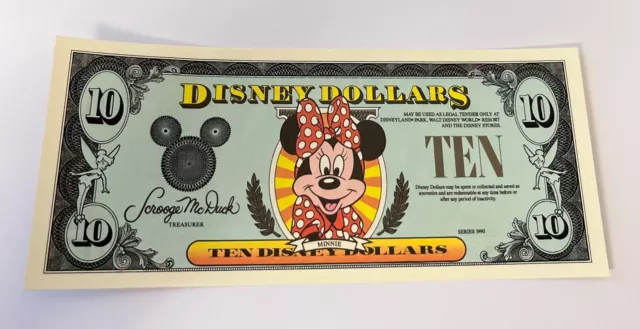 10
DISNEY DOLLARS
10
MAY BE USED AS LEGAL TENDER ONLY AT
DISNEYLAND® PARK, WALT DISNEY WORLD® RESORT
AND THE DISNEY STORES.
TEN
Disney Dollars may be spent or collected and saved as
souvenirs and are redeemable at any time before or
after any period of inactivity.
Scrooge McDuck
TREASURER
SERIES 1990
10
MINNIE
10
TEN DISNEY DOLLARS